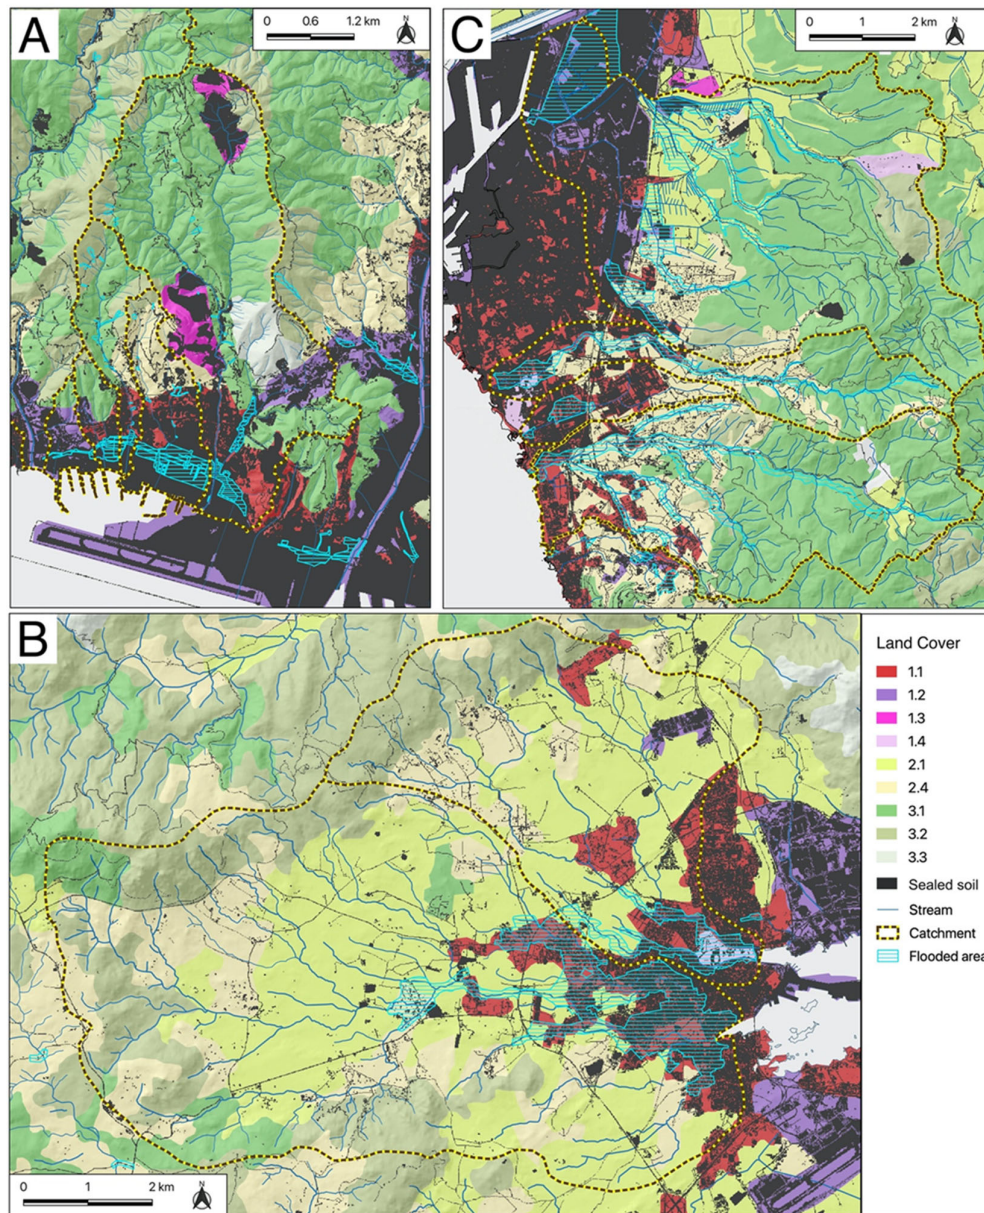 A
0 0.6 1.2 km
N
C
0 1 2 km
N
B
0 1 2 km
N
Land Cover
1.1
1.2
1.3
1.4
2.1
2.4
3.1
3.2
3.3
Sealed soil
Stream
Catchment
Flooded area